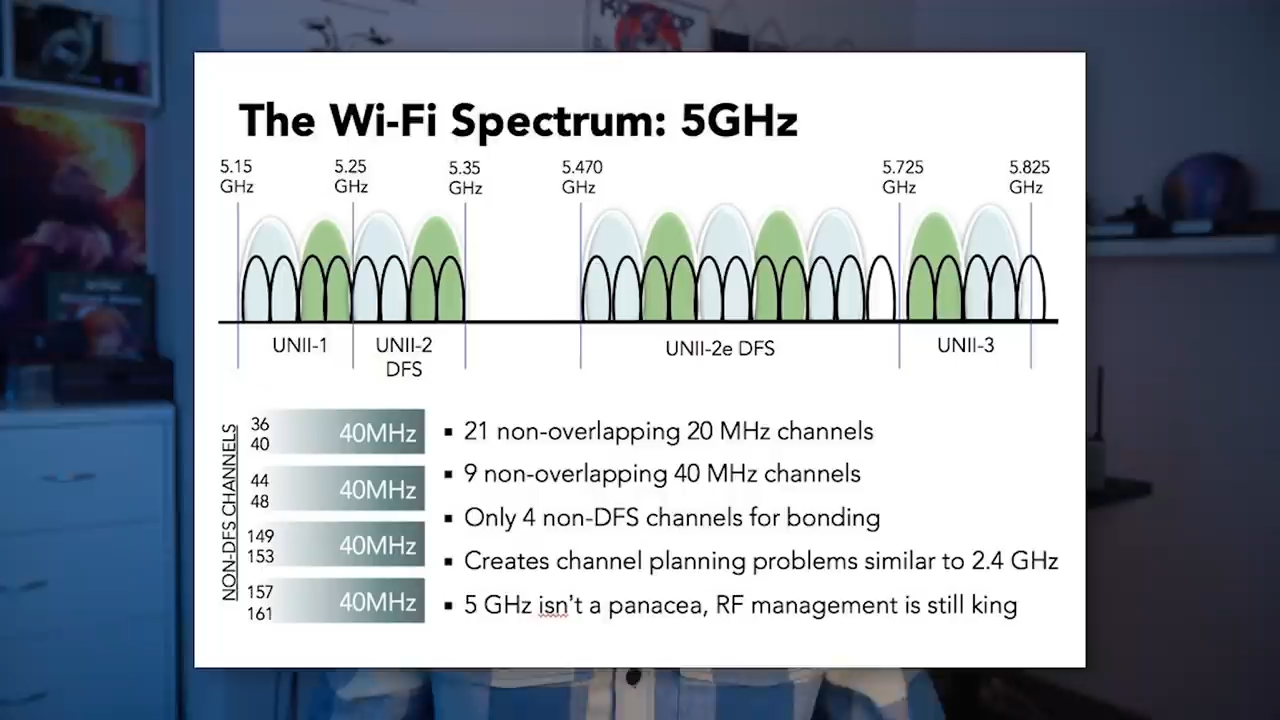 The Wi-Fi Spectrum: 5GHz
5.15 GHz
5.25 GHz
5.35 GHz
5.470 GHz
5.725 GHz
5.825 GHz
UNII-1
UNII-2 DFS
UNII-2e DFS
UNII-3
NON-DFS CHANNELS
36
40
40MHz
44
48
40MHz
149
153
40MHz
157
161
40MHz
▪ 21 non-overlapping 20 MHz channels
▪ 9 non-overlapping 40 MHz channels
▪ Only 4 non-DFS channels for bonding
▪ Creates channel planning problems similar to 2.4 GHz
▪ 5 GHz isn't a panacea, RF management is still king